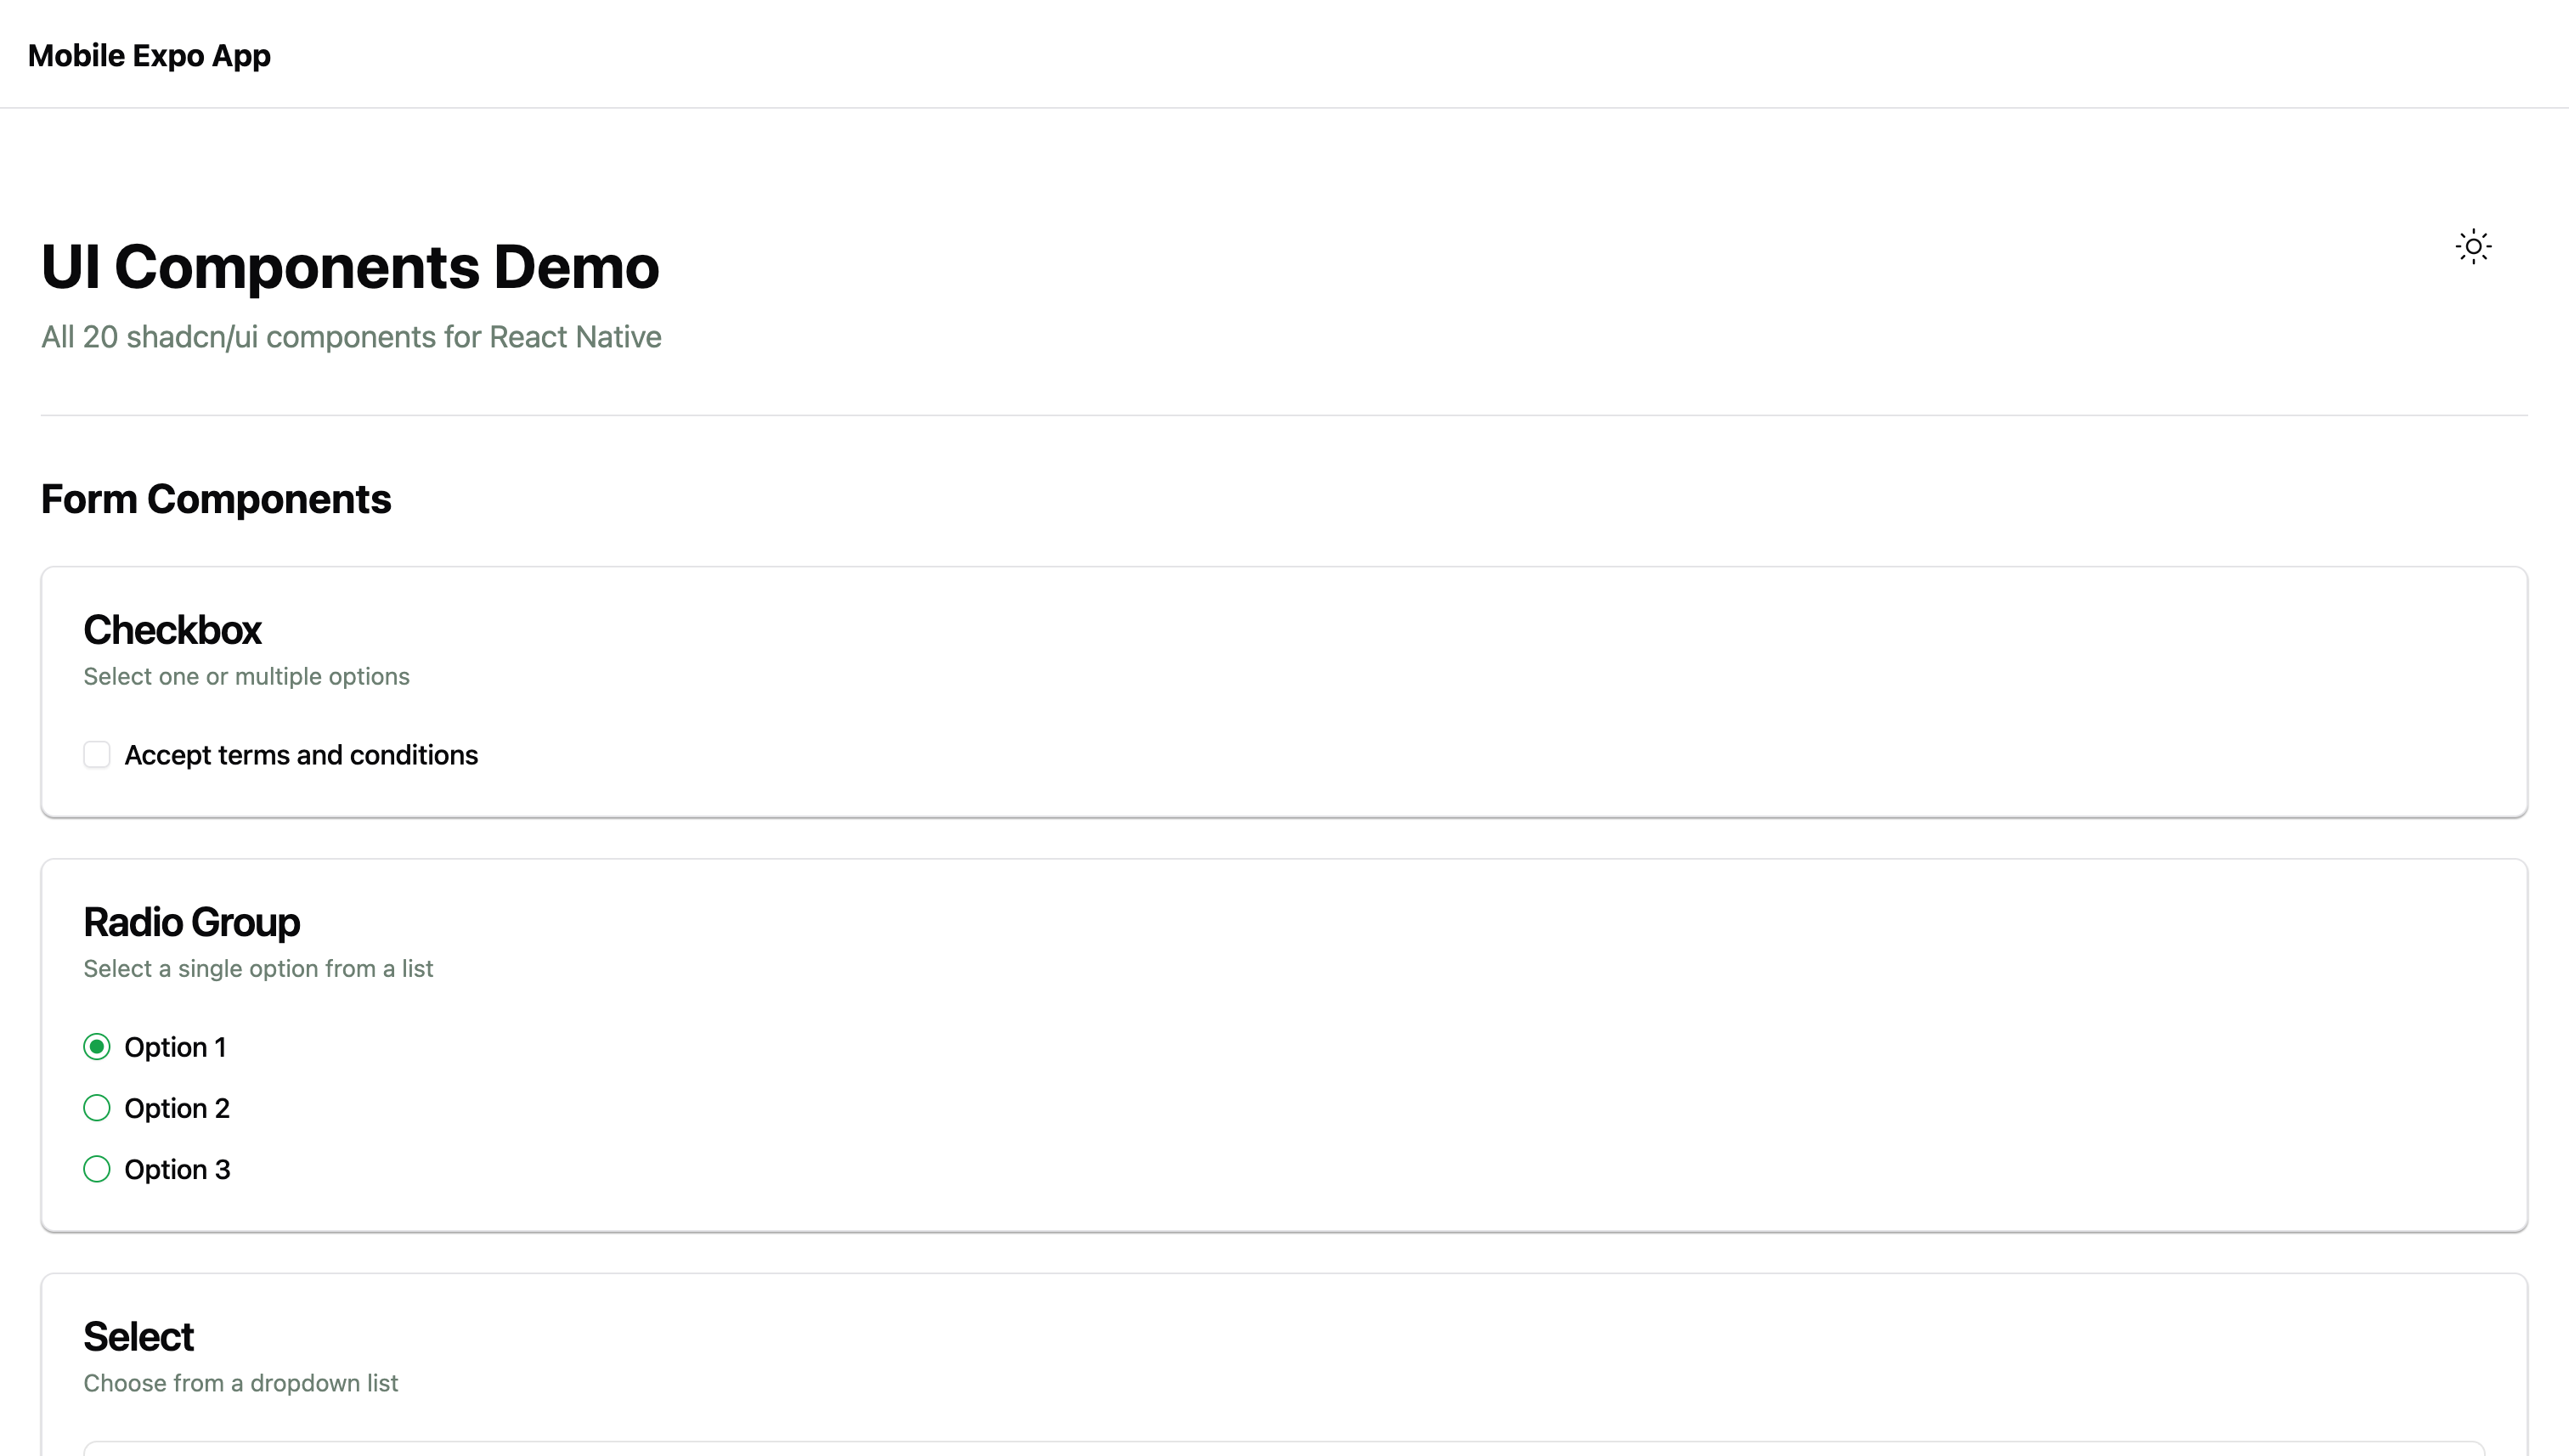 Mobile Expo App
UI Components Demo
All 20 shadcn/ui components for React Native
Form Components
Checkbox
Select one or multiple options
Accept terms and conditions
Radio Group
Select a single option from a list
Option 1
Option 2
Option 3
Select
Choose from a dropdown list